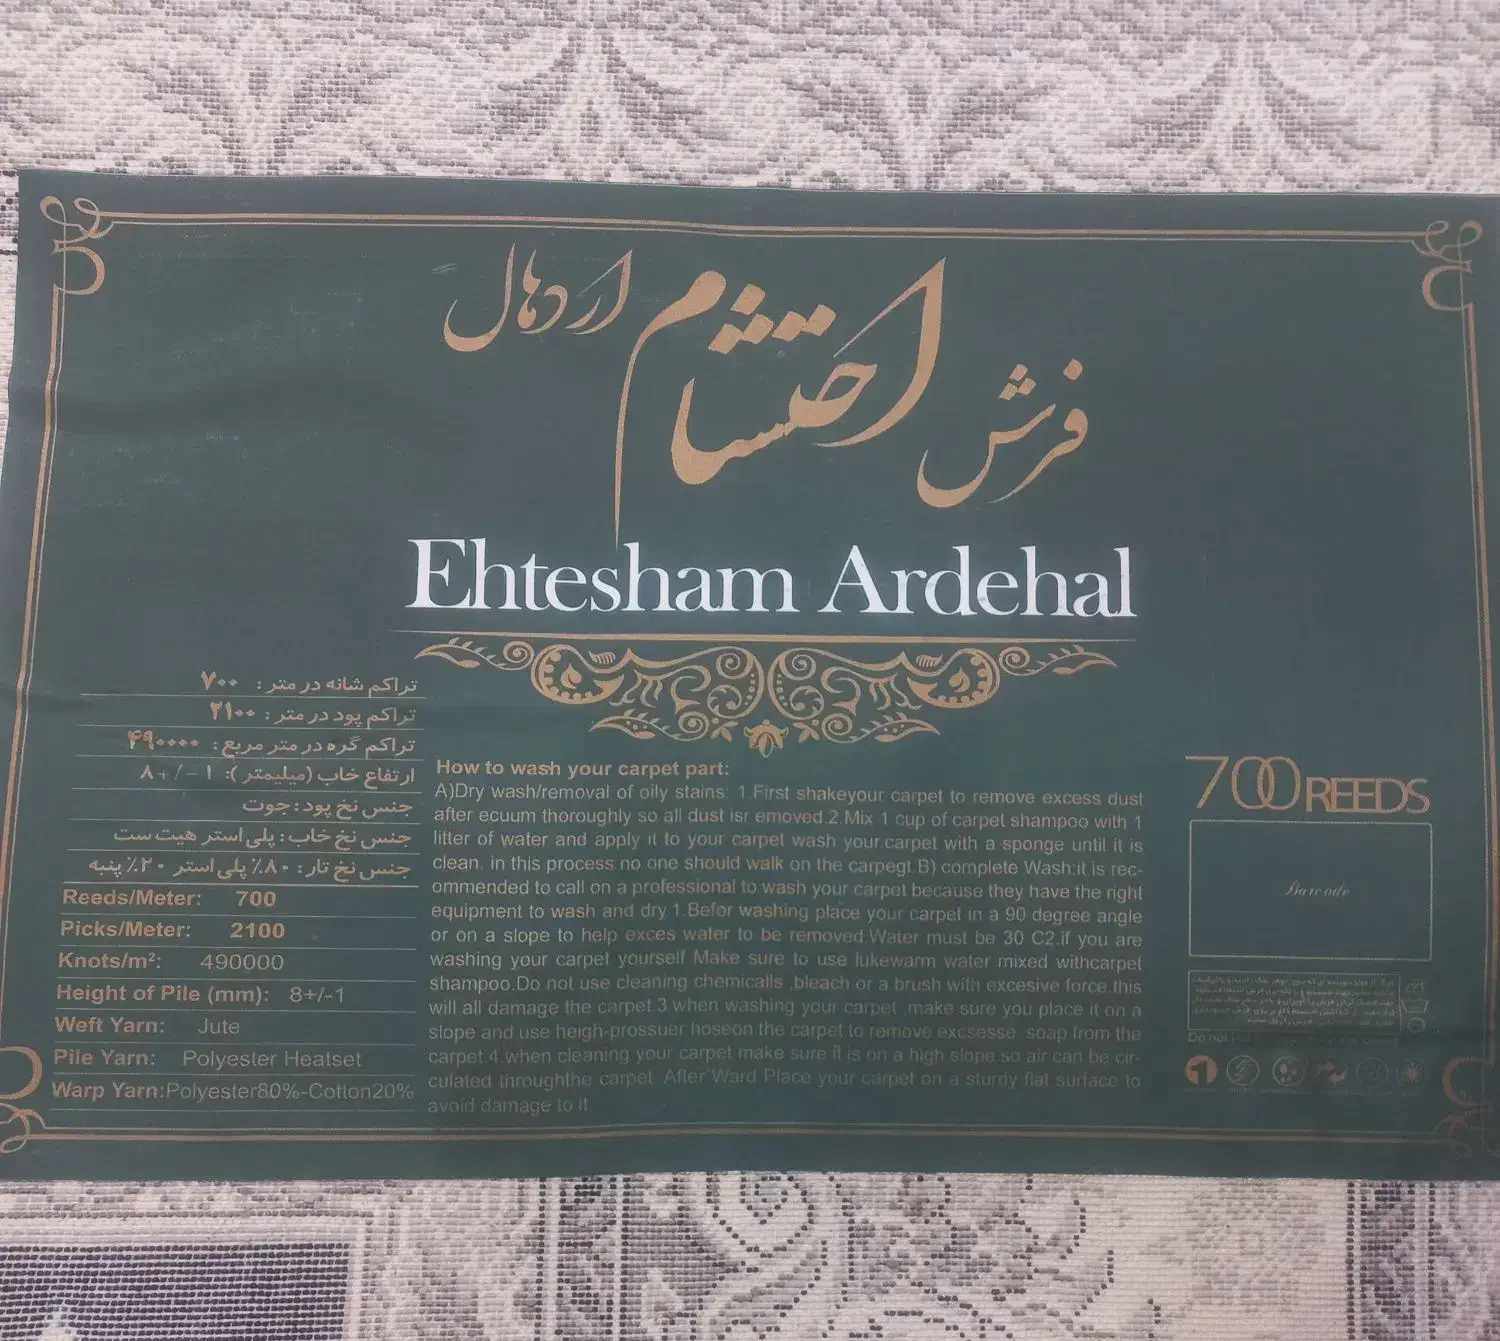 فرش احتشام اردهال
Ehtesham Ardehal
تراکم شانه در متر : ۷۰۰
تراکم پود در متر : ۲۱۰۰
تراکم گره در متر مربع : ۴۹۰۰۰۰
ارتفاع خاب (میلیمتر) : ۱ - / + ۸
جنس نخ پود : جوت
جنس نخ خاب : پلی استر هیت ست
جنس نخ تار : ۸۰٪ پلی استر ۲۰٪ پنبه
Reeds/Meter: 700
Picks/Meter: 2100
Knots/m²: 490000
Height of Pile (mm): 8+/-1
Weft Yarn: Jute
Pile Yarn: Polyester Heatset
Warp Yarn:Polyester80%-Cotton20%
How to wash your carpet part:
A)Dry wash/removal of oily stains: 1.First shakeyour carpet to remove excess dust
after ecuum thoroughly so all dust isr emoved.2.Mix 1 cup of carpet shampoo with 1
litter of water and apply it to your carpet wash your carpet with a sponge until it is
clean. in this process no one should walk on the carpegt.B) complete Wash:it is rec-
ommended to call on a professional to wash your carpet because they have the right
equipment to wash and dry 1.Befor washing place your carpet in a 90 degree angle
or on a slope to help exces water to be removed.Water must be 30 C2.if you are
washing your carpet yourself Make sure to use lukewarm water mixed withcarpet
shampoo.Do not use cleaning chemicalls ,bleach or a brush with excesive force.this
will all damage the carpet.3.when washing your carpet ,make sure you place it on a
slope and use heigh-prossuer hoseon the carpet to remove excsesse soap from the
carpet.4.when cleaning your carpet make sure it is on a high slope so air can be cir-
culated throughthe carpet. After Ward Place your carpet on a sturdy flat surface to
avoid damage to it.
700 REEDS
Barcode
Do not